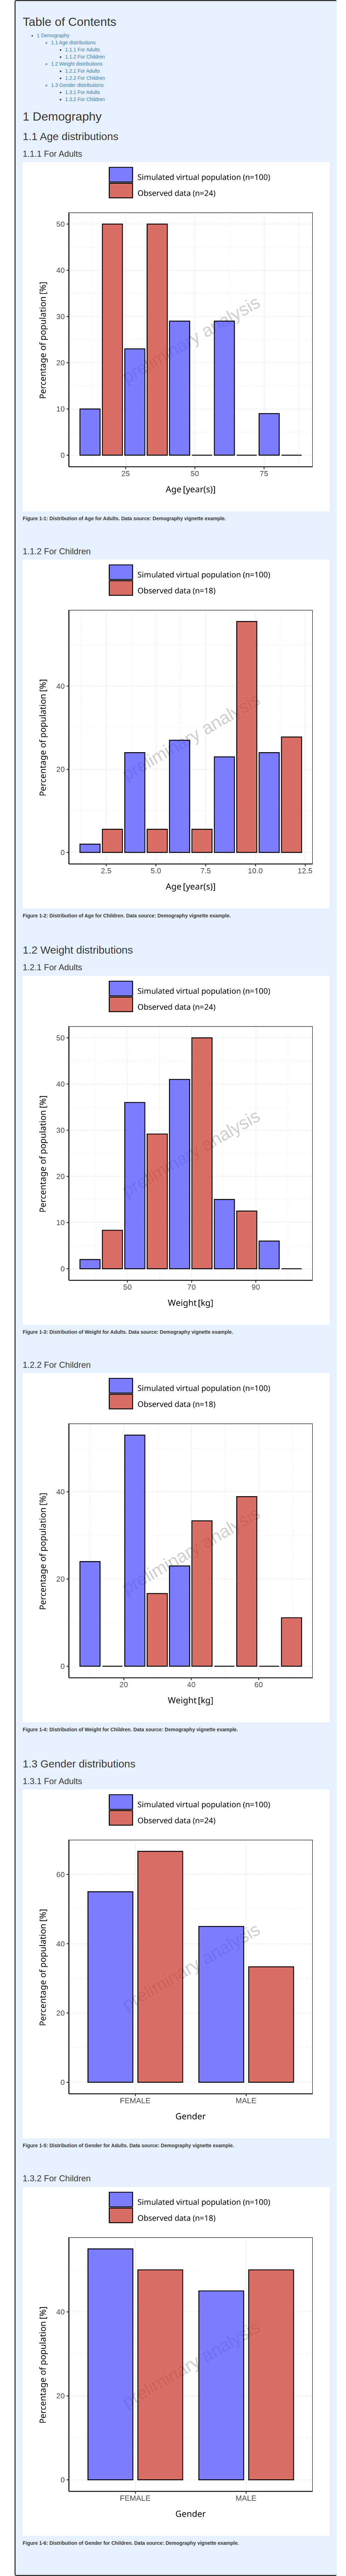 Table of Contents
1 Demography
1.1 Age distributions
1.1.1 For Adults
1.1.2 For Children
1.2 Weight distributions
1.2.1 For Adults
1.2.2 For Children
1.3 Gender distributions
1.3.1 For Adults
1.3.2 For Children
1 Demography
1.1 Age distributions
1.1.1 For Adults
Simulated virtual population (n=100)
Observed data (n=24)
Percentage of population [%]
50
40
30
20
10
0
preliminary analysis
25 50 75
Age [year(s)]
Figure 1-1: Distribution of Age for Adults. Data source: Demography vignette example.
1.1.2 For Children
Simulated virtual population (n=100)
Observed data (n=18)
Percentage of population [%]
40
20
0
preliminary analysis
2.5 5.0 7.5 10.0 12.5
Age [year(s)]
Figure 1-2: Distribution of Age for Children. Data source: Demography vignette example.
1.2 Weight distributions
1.2.1 For Adults
Simulated virtual population (n=100)
Observed data (n=24)
Percentage of population [%]
50
40
30
20
10
0
preliminary analysis
50 70 90
Weight [kg]
Figure 1-3: Distribution of Weight for Adults. Data source: Demography vignette example.
1.2.2 For Children
Simulated virtual population (n=100)
Observed data (n=18)
Percentage of population [%]
40
20
0
preliminary analysis
20 40 60
Weight [kg]
Figure 1-4: Distribution of Weight for Children. Data source: Demography vignette example.
1.3 Gender distributions
1.3.1 For Adults
Simulated virtual population (n=100)
Observed data (n=24)
Percentage of population [%]
60
40
20
0
preliminary analysis
FEMALE MALE
Gender
Figure 1-5: Distribution of Gender for Adults. Data source: Demography vignette example.
1.3.2 For Children
Simulated virtual population (n=100)
Observed data (n=18)
Percentage of population [%]
40
20
0
preliminary analysis
FEMALE MALE
Gender
Figure 1-6: Distribution of Gender for Children. Data source: Demography vignette example.